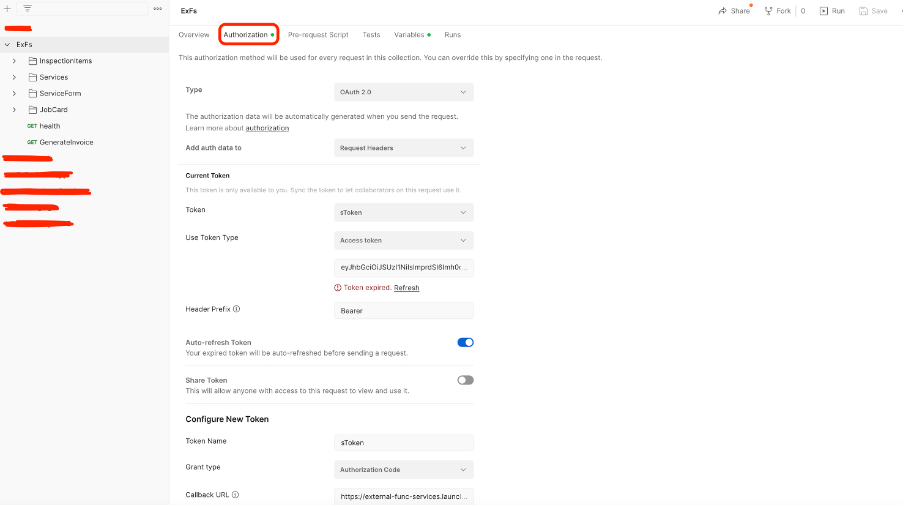 ExFs
Share
Fork
0
Run
Save
Overview
Authorization
Pre-request Script
Tests
Variables
Runs
This authorization method will be used for every request in this collection. You can override this by specifying one in the request.
ExFs
InspectionItems
Services
ServiceForm
JobCard
GET health
GET GenerateInvoice
Type
OAuth 2.0
The authorization data will be automatically generated when you send the request.
Learn more about authorization
Add auth data to
Request Headers
Current Token
This token is only available to you. Sync the token to let collaborators on this request use it.
Token
sToken
Use Token Type
Access token
Token expired. Refresh
Header Prefix
Bearer
Auto-refresh Token
Your expired token will be auto-refreshed before sending a request.
Share Token
This will allow anyone with access to this request to view and use it.
Configure New Token
Token Name
sToken
Grant type
Authorization Code
Callback URL
https://external-func-services.launcl...